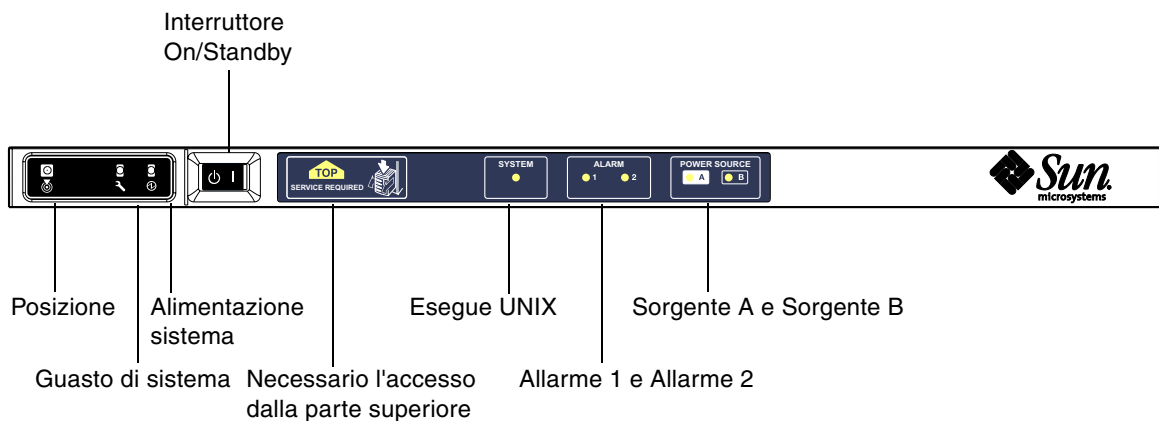 Interruttore
On/Standby
TOP
SERVICE REQUIRED
SYSTEM
ALARM
1 2
POWER SOURCE
A B
Sun.
microsystems
Posizione
Alimentazione
sistema
Esegue UNIX
Sorgente A e Sorgente B
Guasto di sistema
Necessario l'accesso
dalla parte superiore
Allarme 1 e Allarme 2